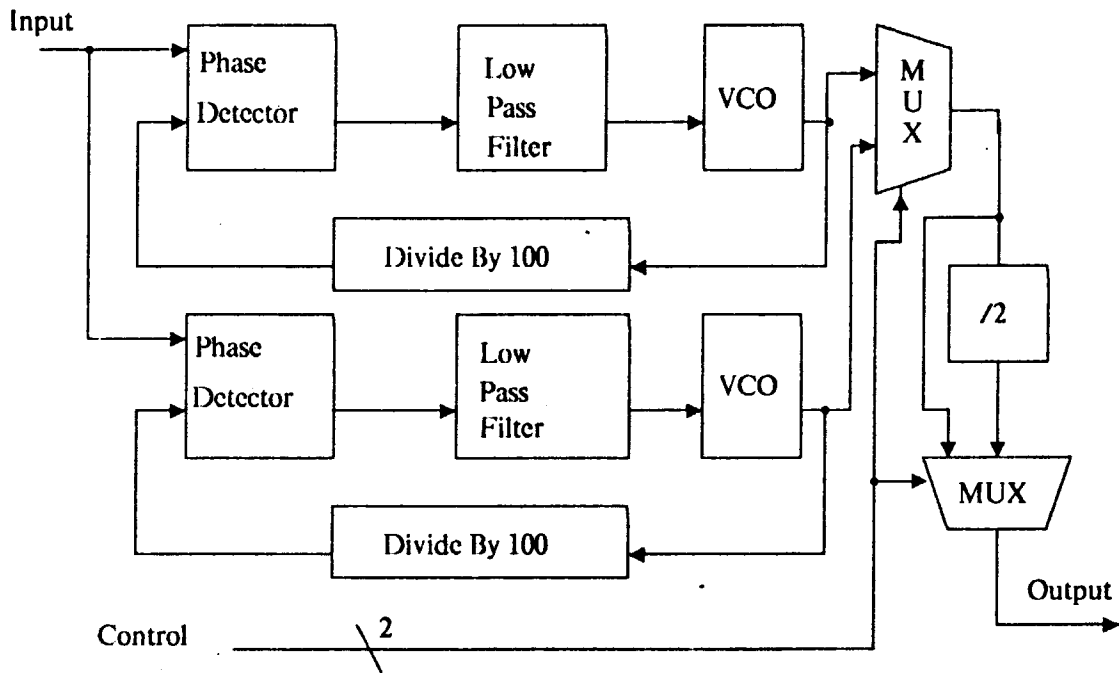 Input
Phase
Detector
Low
Pass
Filter
VCO
M
U
X
Divide By 100
/2
Phase
Detector
Low
Pass
Filter
VCO
MUX
Divide By 100
Output
Control
2